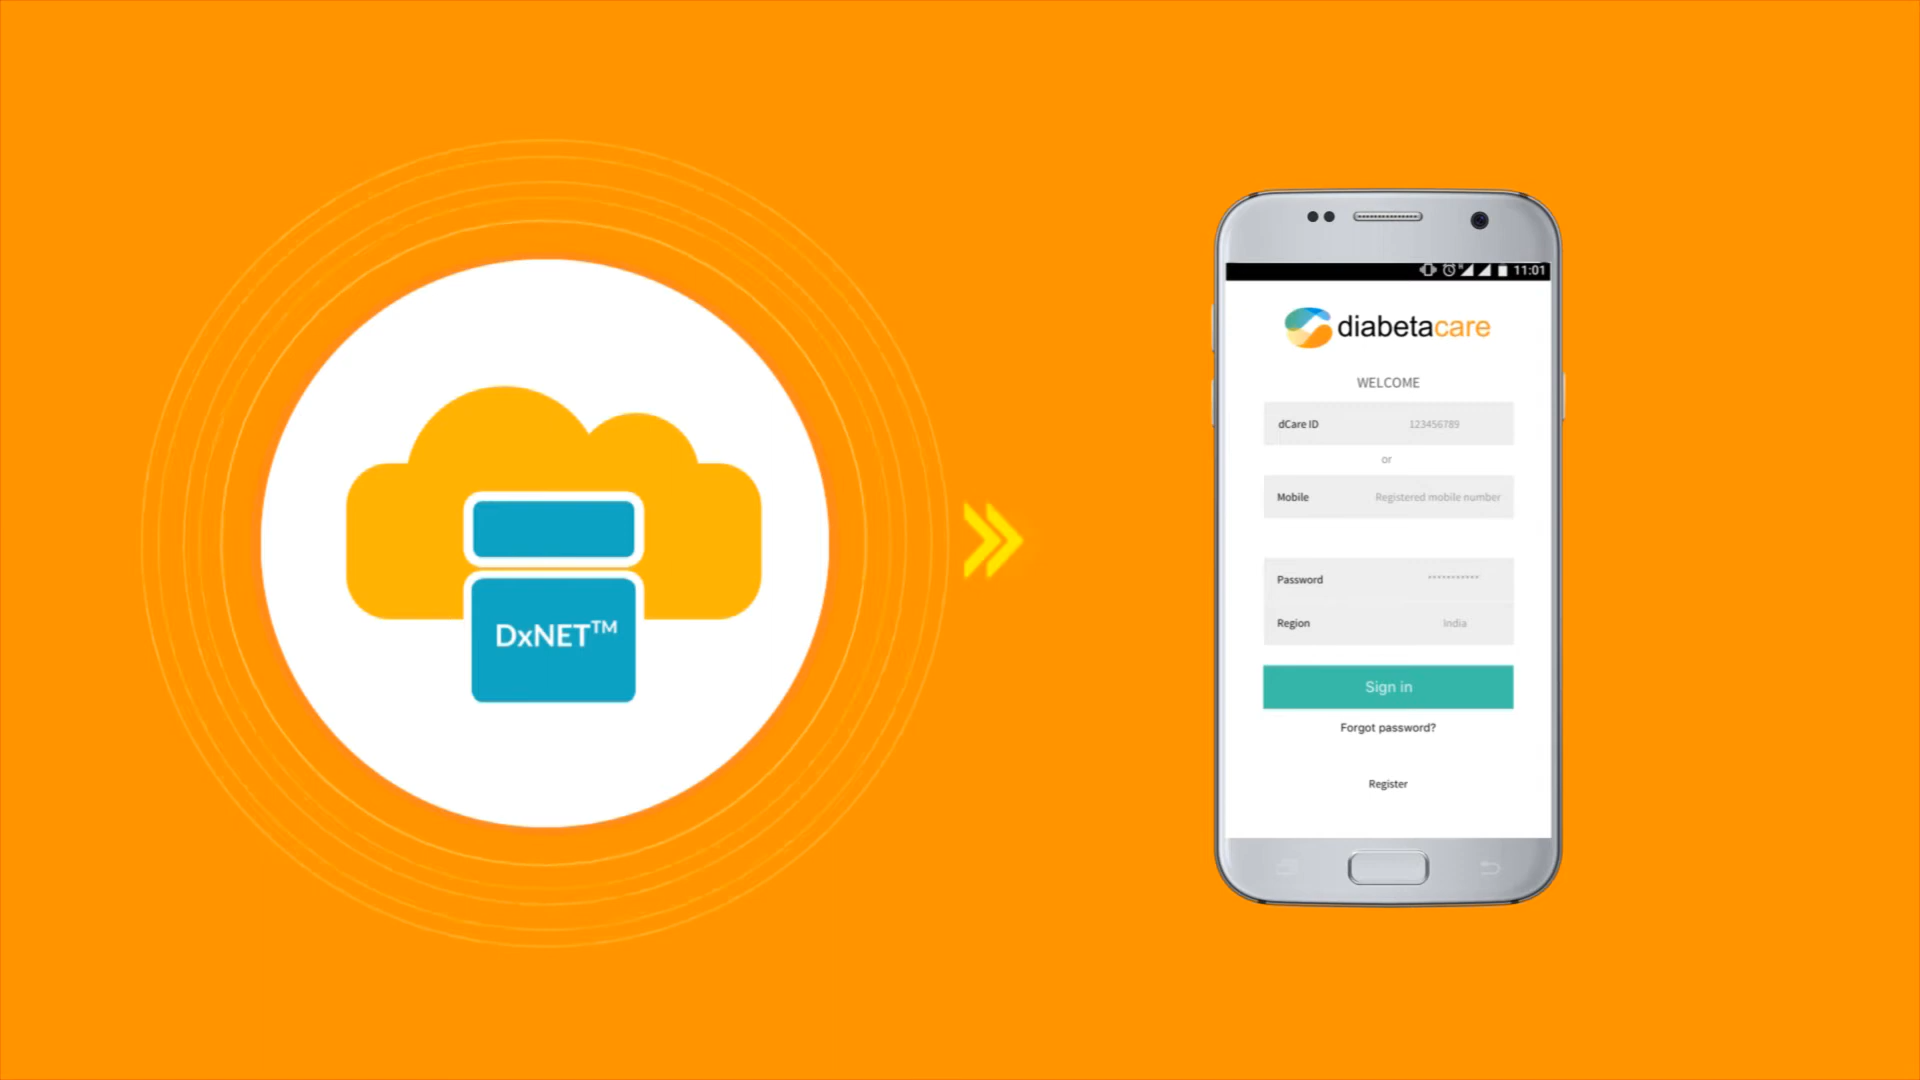 DxNET™
11:01
diabetacare
WELCOME
dCare ID 123456789
or
Mobile Registered mobile number
Password ***********
Region India
Sign in
Forgot password?
Register